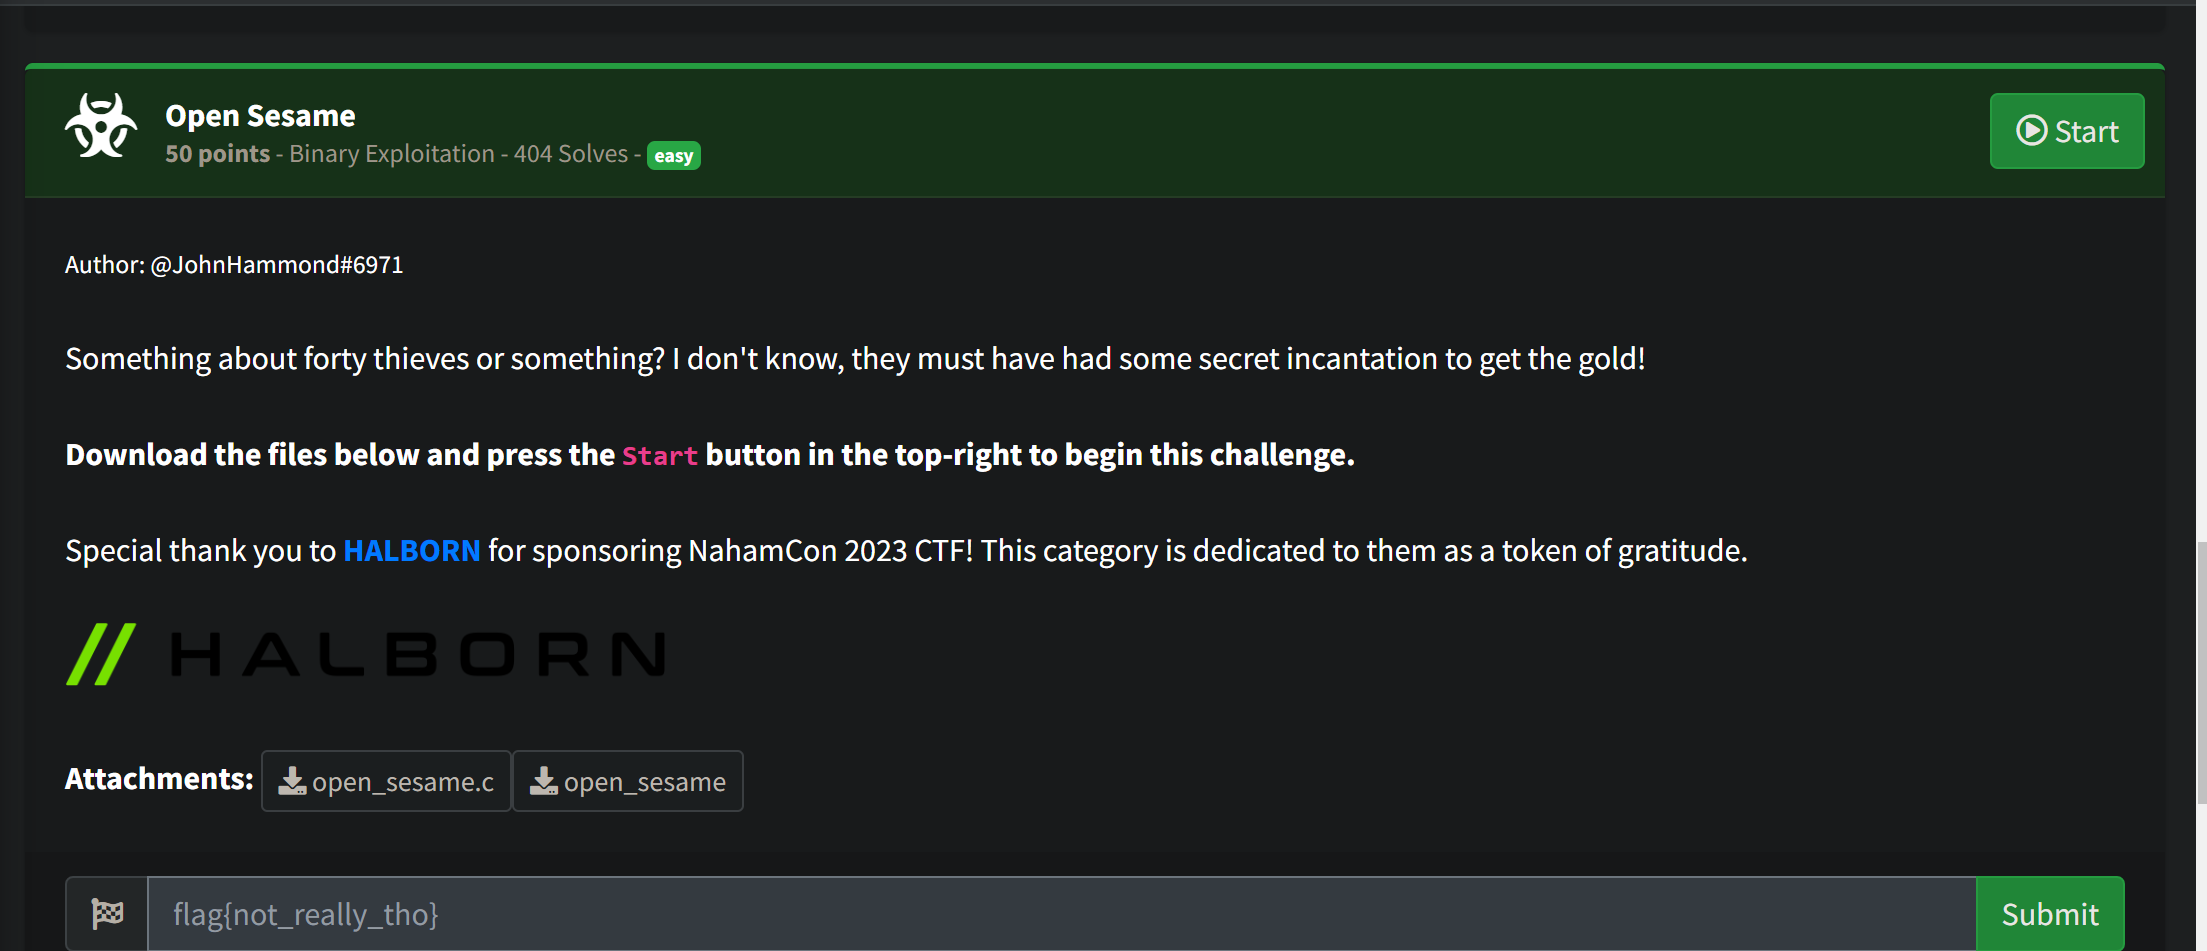 Open Sesame
50 points - Binary Exploitation - 404 Solves - easy
Start
Author: @JohnHammond#6971
Something about forty thieves or something? I don't know, they must have had some secret incantation to get the gold!
Download the files below and press the Start button in the top-right to begin this challenge.
Special thank you to HALBORN for sponsoring NahamCon 2023 CTF! This category is dedicated to them as a token of gratitude.
HALBORN
Attachments: open_sesame.c open_sesame
flag{not_really_tho}
Submit